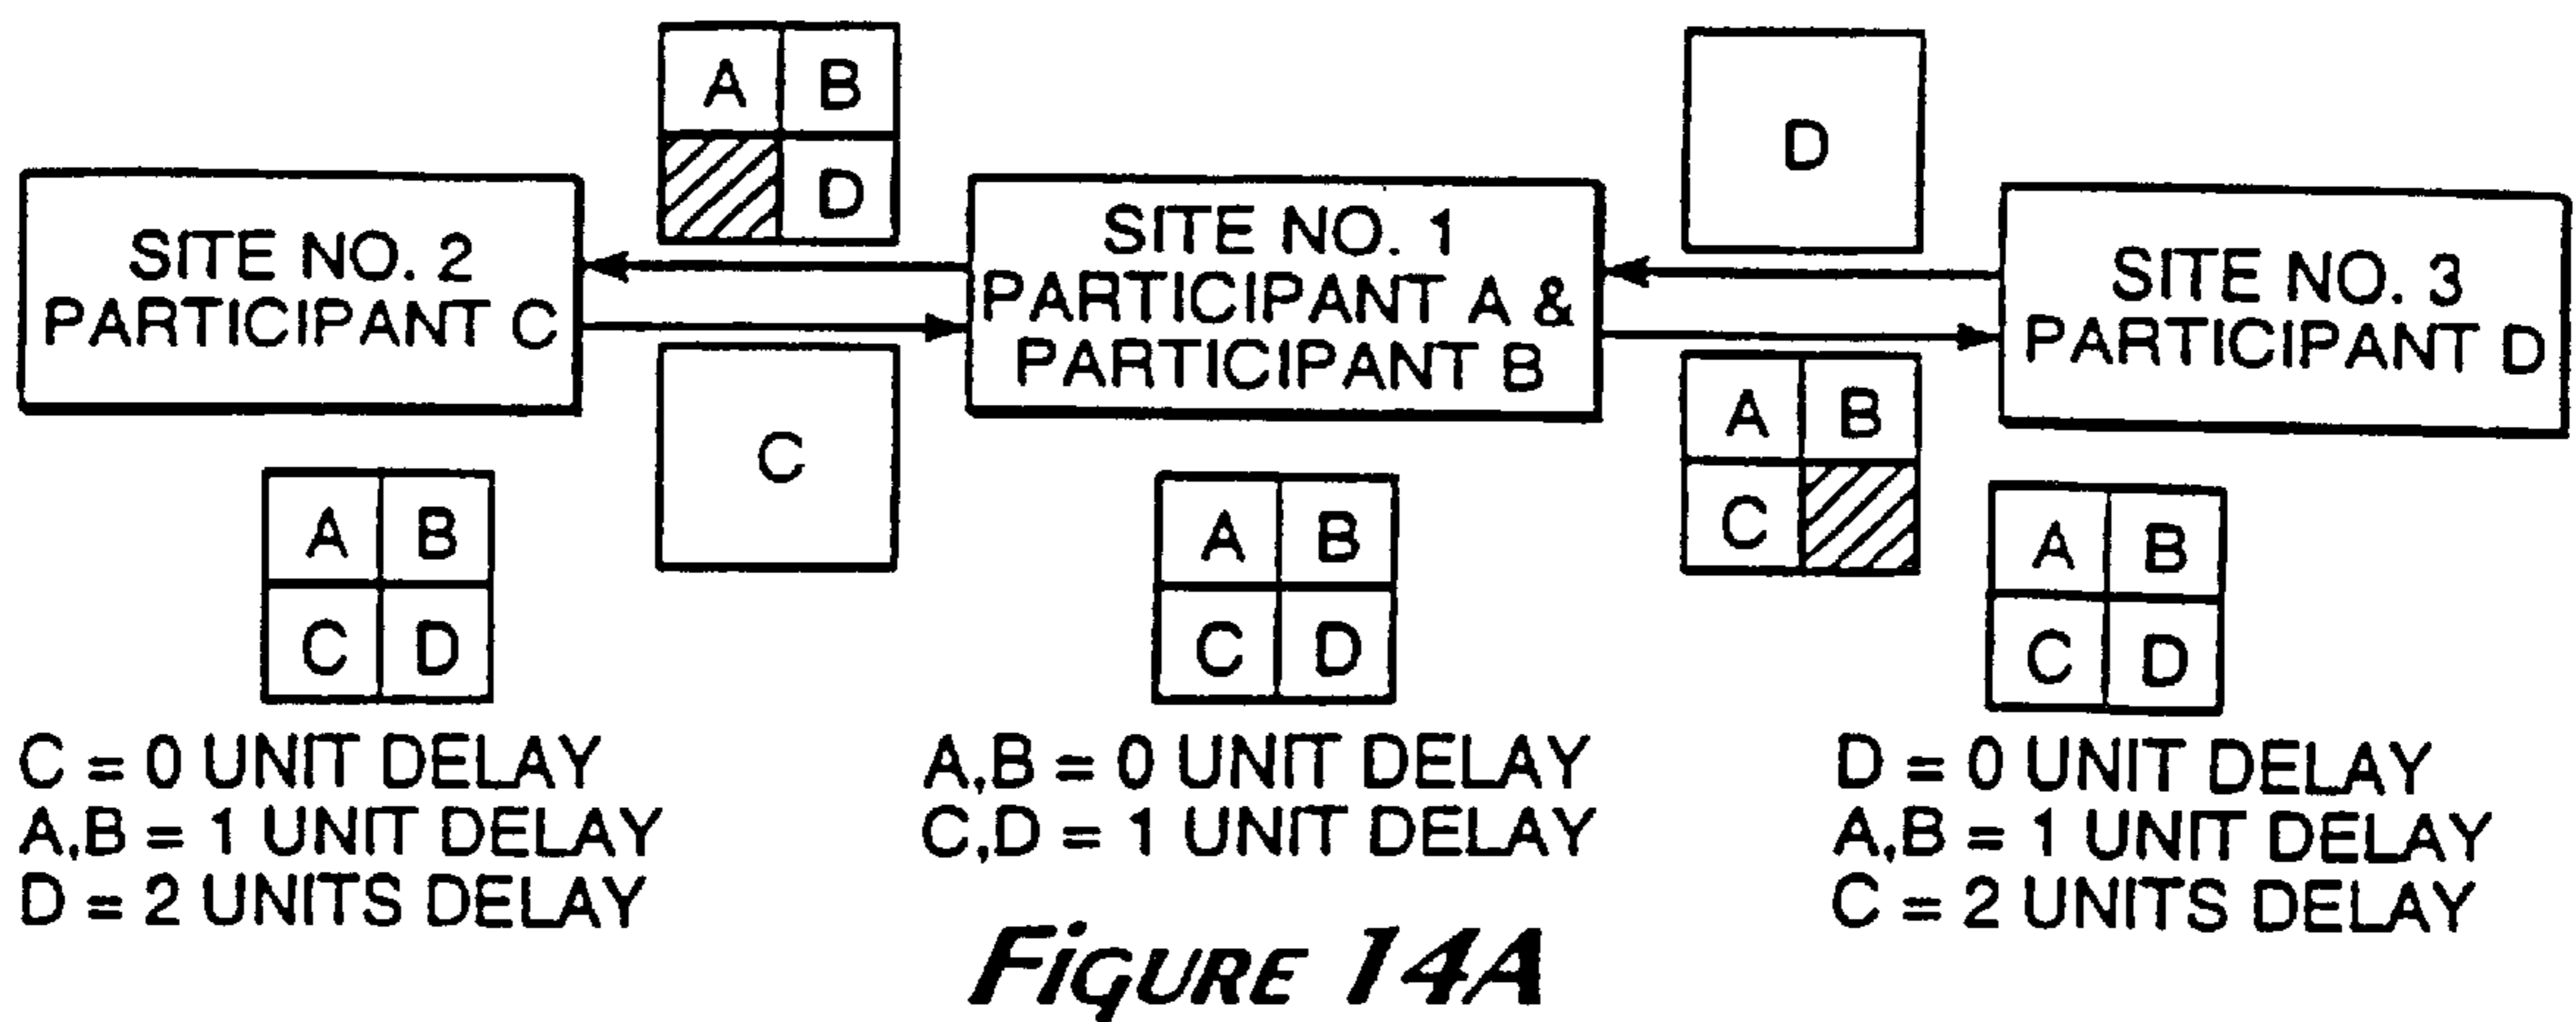 A B
D
SITE NO. 2
PARTICIPANT C
C
A B
C D
C = 0 UNIT DELAY
A,B = 1 UNIT DELAY
D = 2 UNITS DELAY
SITE NO. 1
PARTICIPANT A &
PARTICIPANT B
A B
C D
A,B = 0 UNIT DELAY
C,D = 1 UNIT DELAY
D
SITE NO. 3
PARTICIPANT D
A B
C
A B
C D
D = 0 UNIT DELAY
A,B = 1 UNIT DELAY
C = 2 UNITS DELAY
FIGURE 14A